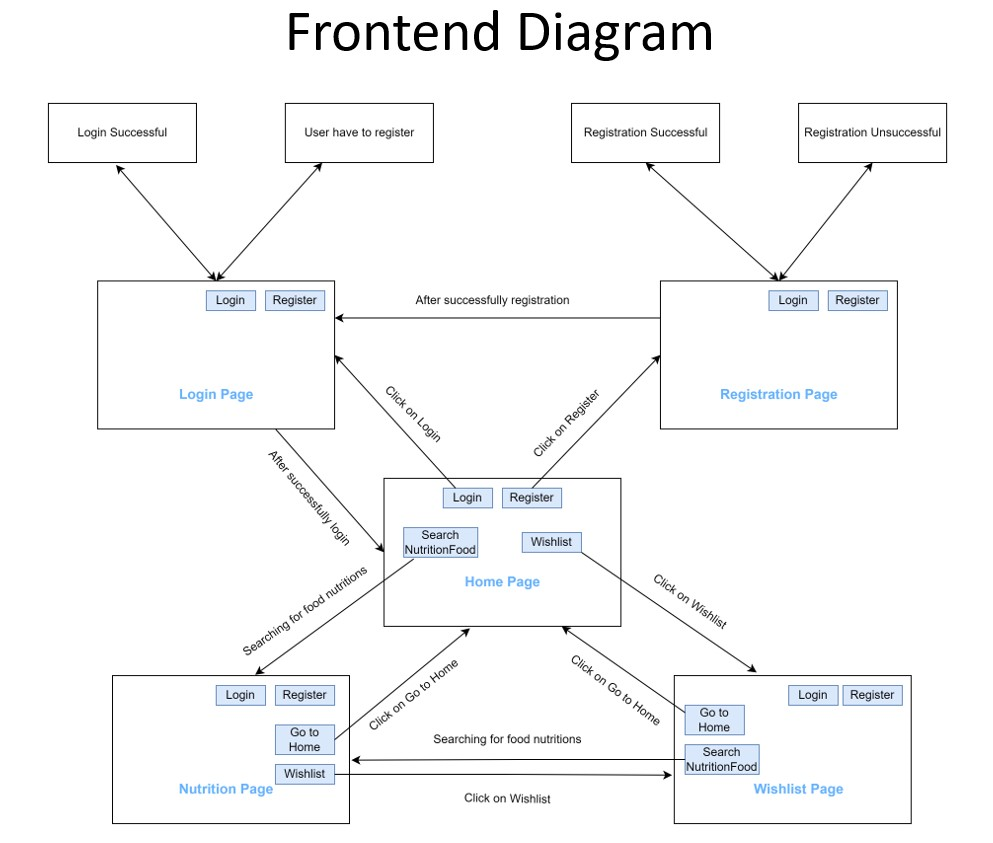 Frontend Diagram
Login Successful
User have to register
Registration Successful
Registration Unsuccessful
Login
Register
Login Page
After successfully registration
Login
Register
Registration Page
Click on Login
Click on Register
After successfully login
Login
Register
Search
NutritionFood
Wishlist
Home Page
Searching for food nutritions
Click on Wishlist
Click on Go to Home
Click on Go to Home
Login
Register
Go to
Home
Wishlist
Nutrition Page
Searching for food nutritions
Click on Wishlist
Login
Register
Go to
Home
Search
NutritionFood
Wishlist Page